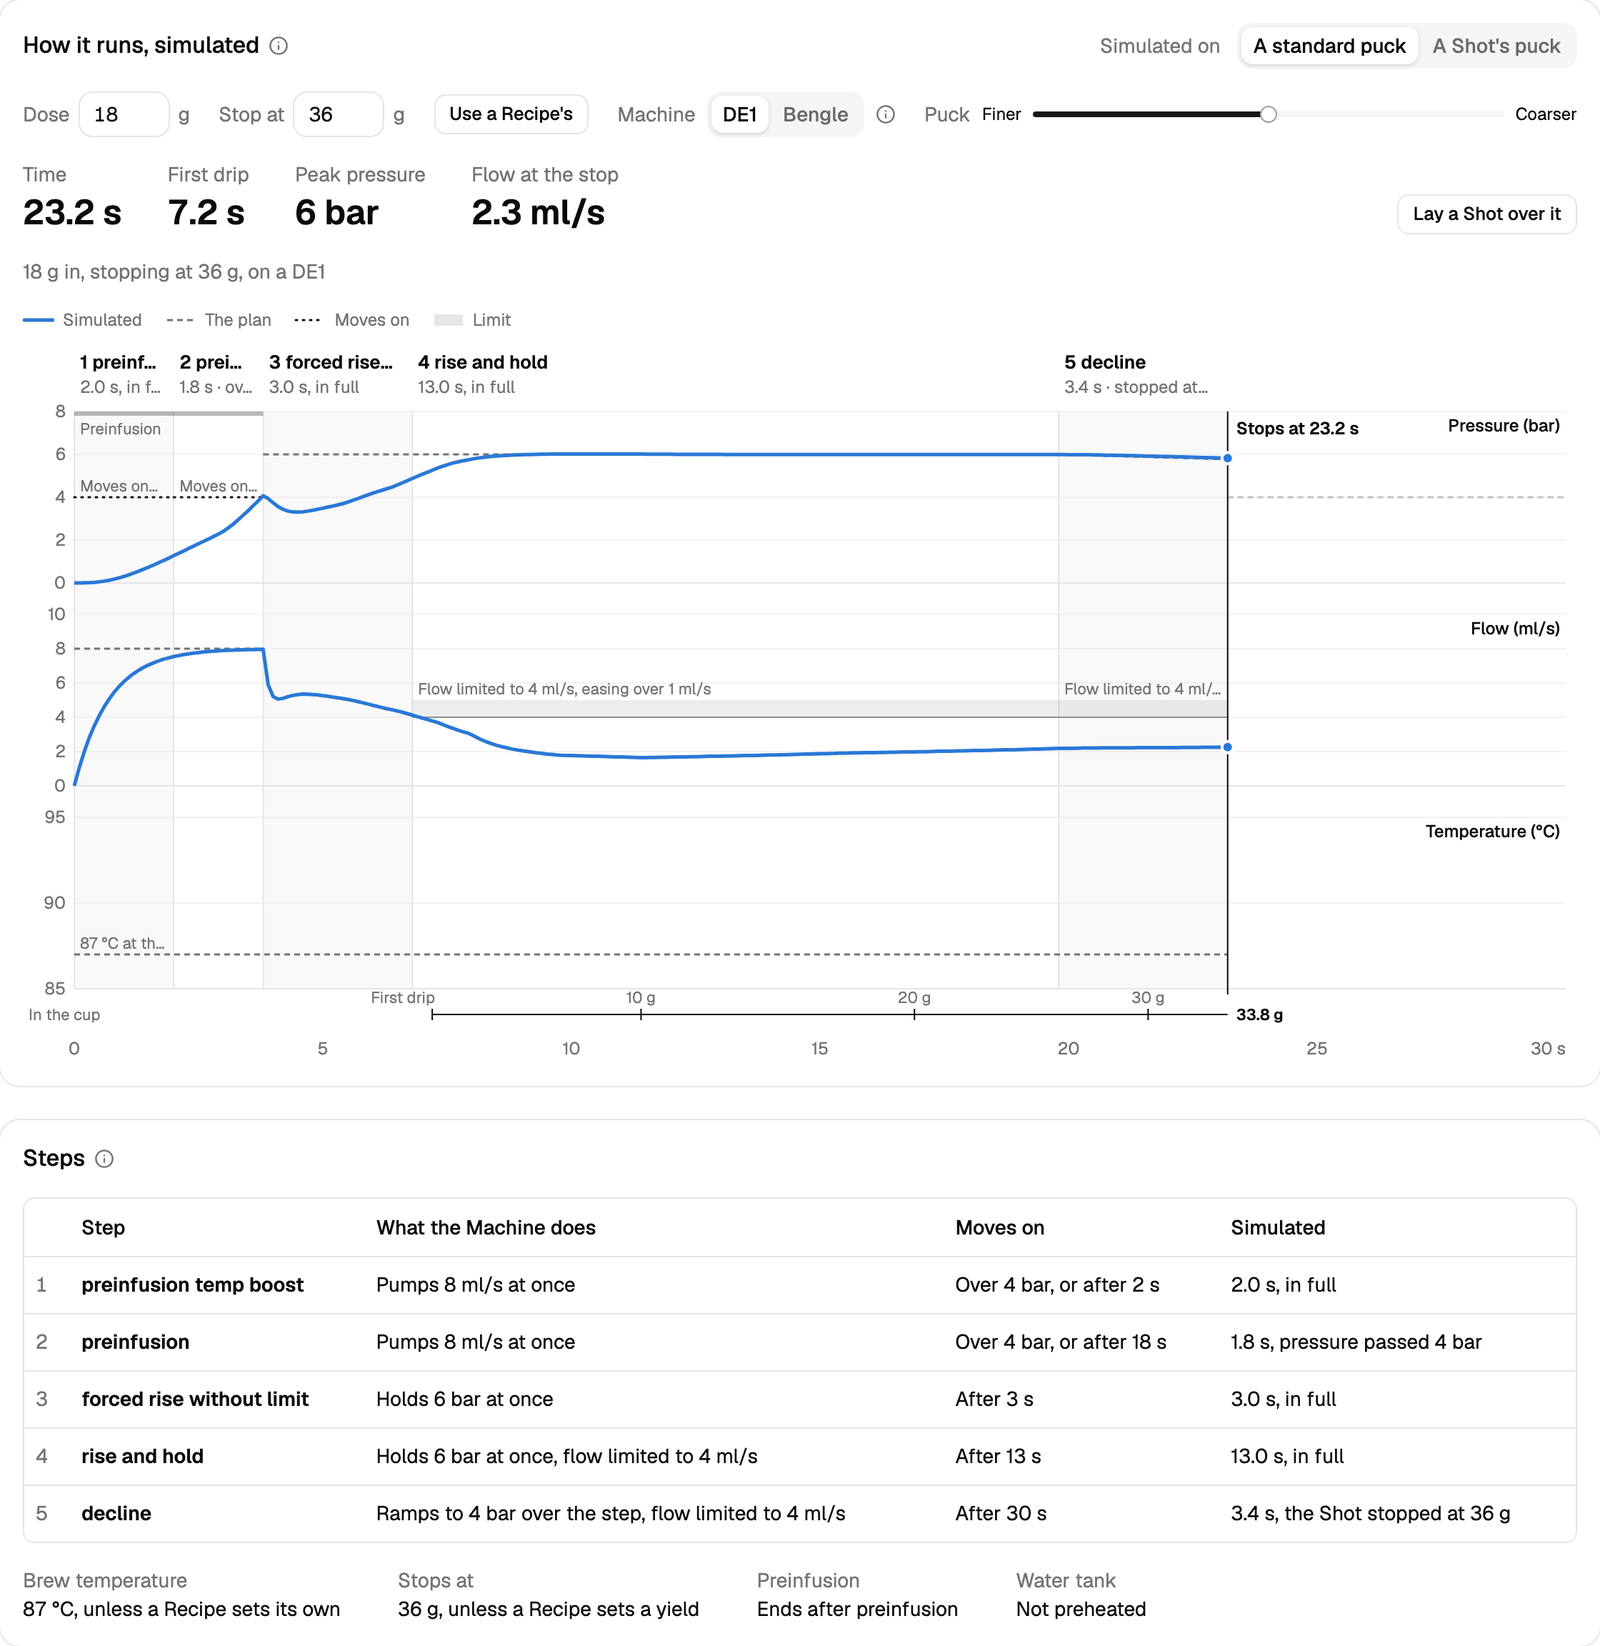 How it runs, simulated
Simulated on A standard puck A Shot's puck
Dose 18 g Stop at 36 g Use a Recipe's Machine DE1 Bengle Puck Finer Coarser
Time First drip Peak pressure Flow at the stop
23.2 s 7.2 s 6 bar 2.3 ml/s
Lay a Shot over it
18 g in, stopping at 36 g, on a DE1
Simulated The plan Moves on Limit
1 preinf... 2 prei... 3 forced rise... 4 rise and hold 5 decline
2.0 s, in f... 1.8 s · ov... 3.0 s, in full 13.0 s, in full 3.4 s · stopped at...
8
Preinfusion Stops at 23.2 s Pressure (bar)
6
Moves on... Moves on...
4
2
0
10
Flow (ml/s)
8
6
Flow limited to 4 ml/s, easing over 1 ml/s Flow limited to 4 ml/...
4
2
0
95
Temperature (°C)
90
87 °C at th...
85
First drip 10 g 20 g 30 g
In the cup 33.8 g
0 5 10 15 20 25 30 s
Steps
Step What the Machine does Moves on Simulated
1 preinfusion temp boost Pumps 8 ml/s at once Over 4 bar, or after 2 s 2.0 s, in full
2 preinfusion Pumps 8 ml/s at once Over 4 bar, or after 18 s 1.8 s, pressure passed 4 bar
3 forced rise without limit Holds 6 bar at once After 3 s 3.0 s, in full
4 rise and hold Holds 6 bar at once, flow limited to 4 ml/s After 13 s 13.0 s, in full
5 decline Ramps to 4 bar over the step, flow limited to 4 ml/s After 30 s 3.4 s, the Shot stopped at 36 g
Brew temperature Stops at Preinfusion Water tank
87 °C, unless a Recipe sets its own 36 g, unless a Recipe sets a yield Ends after preinfusion Not preheated